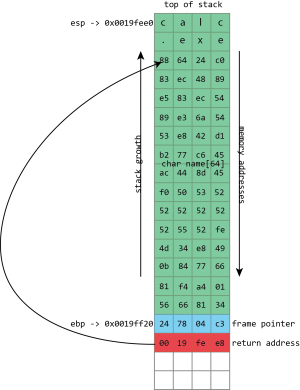 top of stack
esp -> 0x0019fee0 c a l c
. e x e
88 64 24 c0
83 ec 48 89
e5 83 ec 54
89 e3 6a 54
53 e8 42 d1
b2 77 c6 45
char name[64]
ac 44 8d 45
f0 50 53 52
52 52 52 52
52 55 52 fe
4d 34 e8 49
0b 84 77 66
81 f4 a4 01
56 66 81 34
ebp -> 0x0019ff20 24 78 04 c3 frame pointer
00 19 fe e8 return address
stack growth
memory addresses